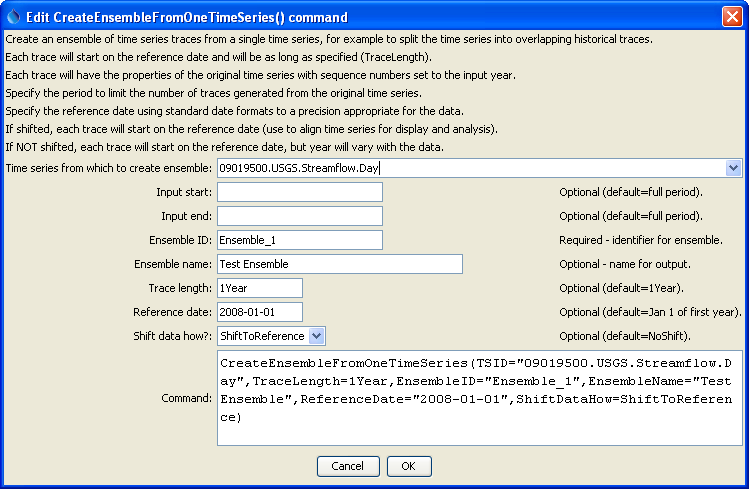 Edit CreateEnsembleFromOneTimeSeries() command
Create an ensemble of time series traces from a single time series, for example to split the time series into overlapping historical traces.
Each trace will start on the reference date and will be as long as specified (TraceLength).
Each trace will have the properties of the original time series with sequence numbers set to the input year.
Specify the period to limit the number of traces generated from the original time series.
Specify the reference date using standard date formats to a precision appropriate for the data.
If shifted, each trace will start on the reference date (use to align time series for display and analysis).
If NOT shifted, each trace will start on the reference date, but year will vary with the data.
Time series from which to create ensemble: 09019500.USGS.Streamflow.Day
Input start: Optional (default=full period).
Input end: Optional (default=full period).
Ensemble ID: Ensemble_1 Required - identifier for ensemble.
Ensemble name: Test Ensemble Optional - name for output.
Trace length: 1Year Optional (default=1Year).
Reference date: 2008-01-01 Optional (default=Jan 1 of first year).
Shift data how?: ShiftToReference Optional (default=NoShift).
CreateEnsembleFromOneTimeSeries(TSID="09019500.USGS.Streamflow.D
ay",TraceLength=1Year,EnsembleID="Ensemble_1",EnsembleName="Test
Command: Ensemble",ReferenceDate="2008-01-01",ShiftDataHow=ShiftToReferen
ce)
Cancel OK